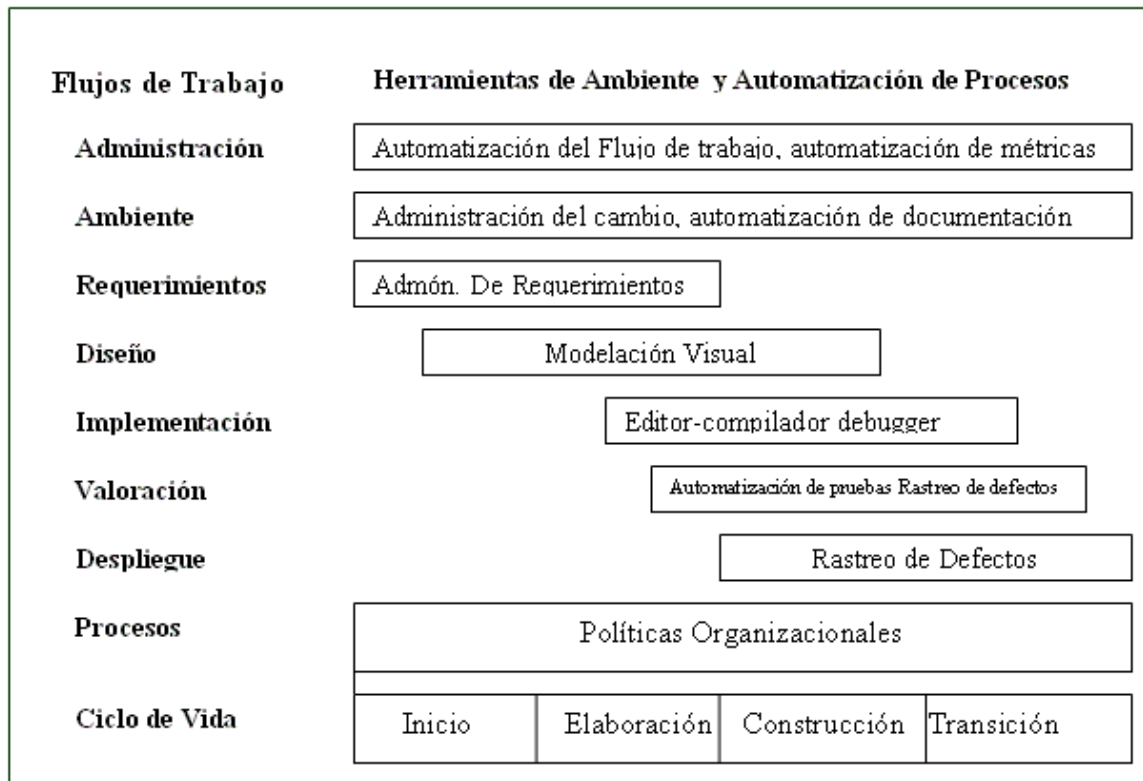 Flujos de Trabajo Herramientas de Ambiente y Automatización de Procesos
Administración Automatización del Flujo de trabajo, automatización de métricas
Ambiente Administración del cambio, automatización de documentación
Requerimientos Admón. De Requerimientos
Diseño Modelación Visual
Implementación Editor-compilador debugger
Valoración Automatización de pruebas Rastreo de defectos
Despliegue Rastreo de Defectos
Procesos Políticas Organizacionales
Ciclo de Vida Inicio Elaboración Construcción Transición